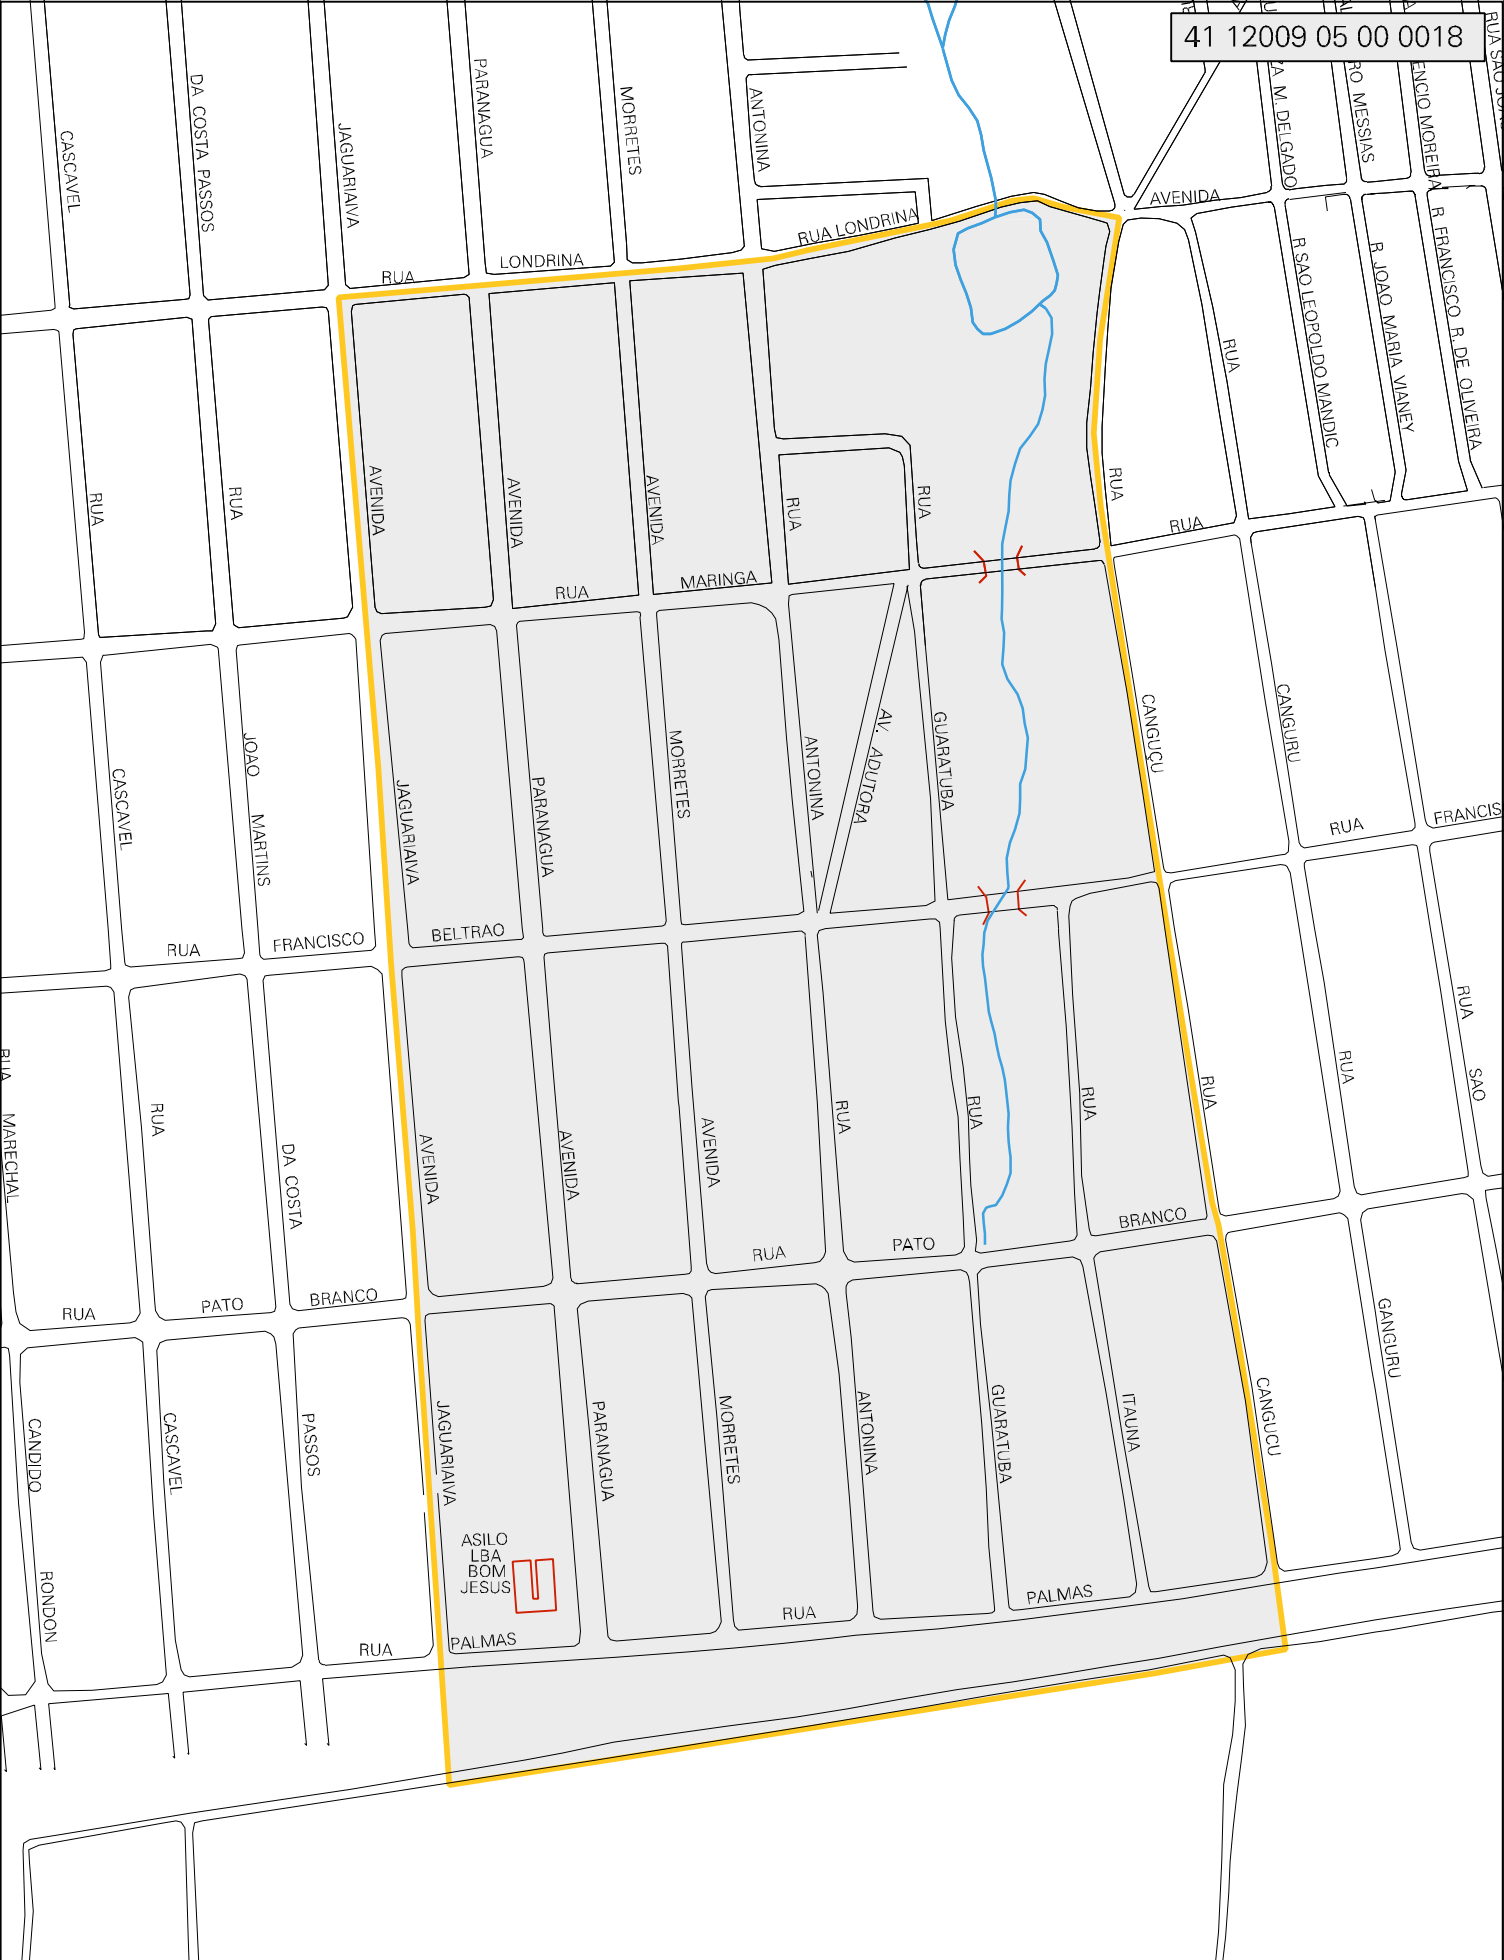 41 12009 05 00 0018
CASCAVEL
DA COSTA PASSOS
JAGUARIAIVA
PARANAGUA
MORRETES
ANTONINA
M. DELGADO
MESSIAS
MOREIRA
AVENIDA
RUA LONDRINA
RUA
LONDRINA
R SAO LEOPOLDO MANDIC
R JOAO MARIA VIANEY
R FRANCISCO R. DE OLIVEIRA
RUA
RUA
RUA
AVENIDA
AVENIDA
AVENIDA
RUA
RUA
RUA
RUA
RUA
MARINGA
CASCAVEL
JOAO MARTINS
JAGUARIAIVA
PARANAGUA
MORRETES
ANTONINA
AV. ADUTORA
GUARATUBA
CANGUÇU
CANGURU
RUA
FRANCIS
RUA
FRANCISCO
BELTRAO
RUA MARECHAL
RUA
DA COSTA
AVENIDA
AVENIDA
AVENIDA
RUA
RUA
RUA
RUA
RUA
RUA
SAO
RUA
PATO
BRANCO
RUA
PATO
BRANCO
CANDIDO
RONDON
CASCAVEL
PASSOS
JAGUARIAIVA
PARANAGUA
MORRETES
ANTONINA
GUARATUBA
ITAUNA
CANGUCU
GANGURU
ASILO
LBA
BOM
JESUS
RUA
PALMAS
RUA
PALMAS